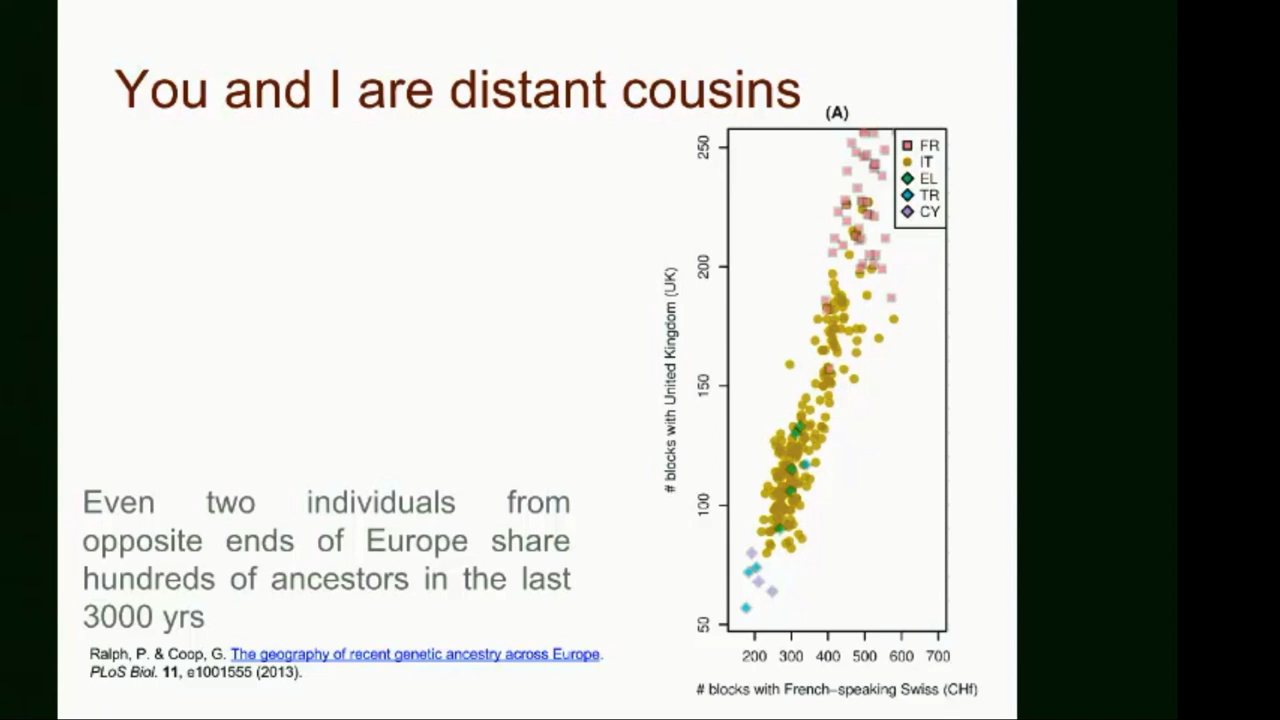 You and I are distant cousins
(A)
250
200
150
100
50
# blocks with United Kingdom (UK)
FR
IT
EL
TR
CY
200 300 400 500 600 700
# blocks with French–speaking Swiss (CHf)
Even two individuals from
opposite ends of Europe share
hundreds of ancestors in the last
3000 yrs
Ralph, P. & Coop, G. The geography of recent genetic ancestry across Europe.
PLoS Biol. 11, e1001555 (2013).